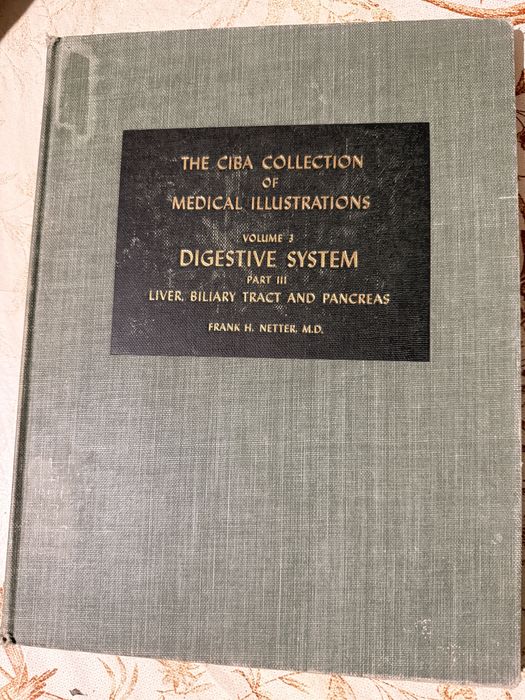 THE CIBA COLLECTION
OF
MEDICAL ILLUSTRATIONS
VOLUME 3
DIGESTIVE SYSTEM
PART III
LIVER, BILIARY TRACT AND PANCREAS
FRANK H. NETTER, M.D.